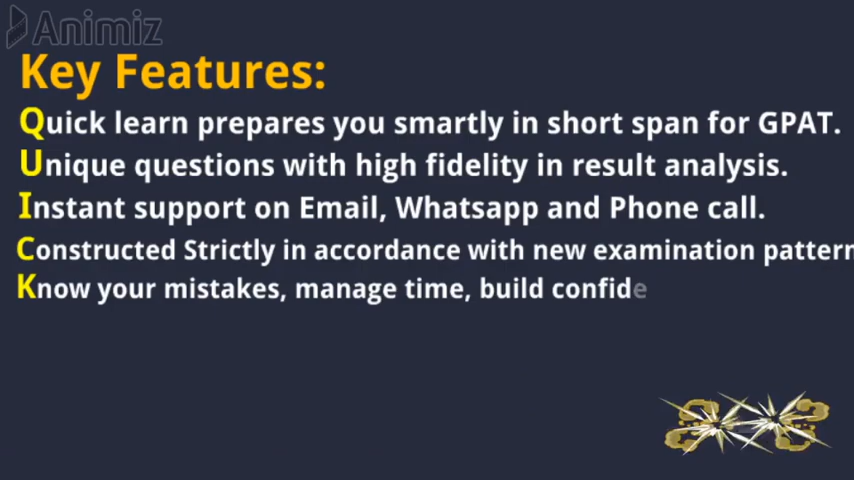 Animiz
Key Features:
Quick learn prepares you smartly in short span for GPAT.
Unique questions with high fidelity in result analysis.
Instant support on Email, Whatsapp and Phone call.
Constructed Strictly in accordance with new examination pattern
Know your mistakes, manage time, build confide